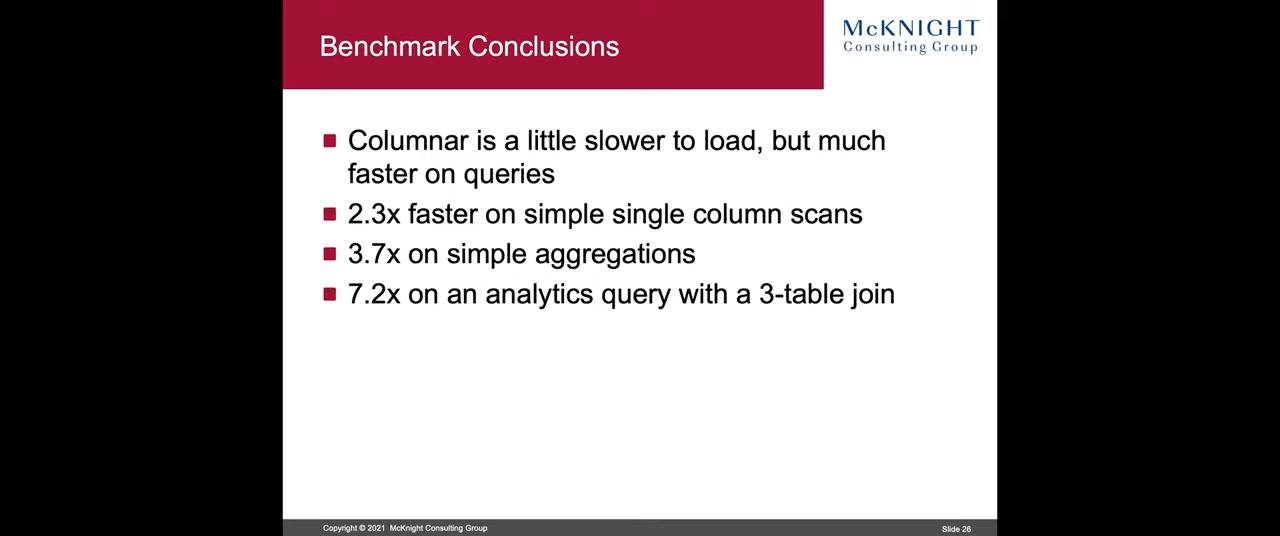 Benchmark Conclusions
McKNIGHT
Consulting Group
Columnar is a little slower to load, but much
faster on queries
2.3x faster on simple single column scans
3.7x on simple aggregations
7.2x on an analytics query with a 3-table join
Copyright © 2021 McKnight Consulting Group
Slide 26